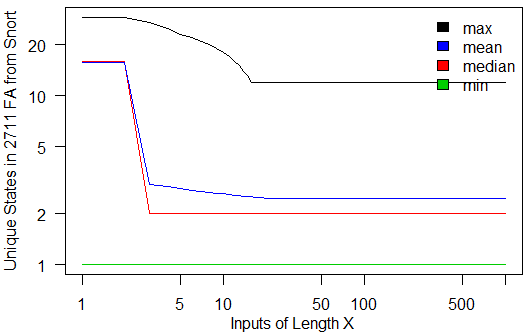 Unique States in 2711 FA from Snort
20
10
5
2
1
max
mean
median
min
1
5
10
50
100
500
Inputs of Length X